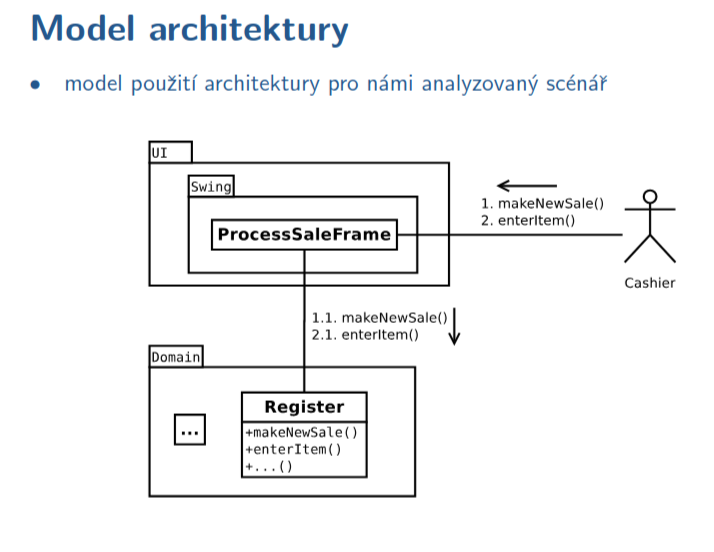 Model architektury
• model použití architektury pro námi analyzovaný scénář
UI
Swing
ProcessSaleFrame
1. makeNewSale()
2. enterItem()
Cashier
1.1. makeNewSale()
2.1. enterItem()
Domain
...
Register
+makeNewSale()
+enterItem()
+...()